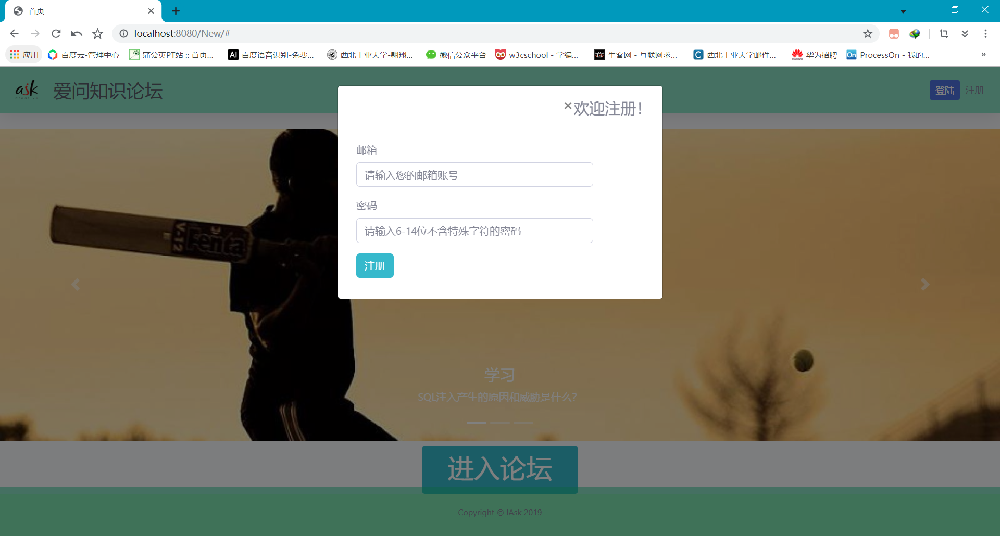 首页
localhost:8080/New/#
应用 百度云-管理中心 蒲公英PT站 :: 首页... AI 百度语音识别-免费... 西北工业大学-翱翔... 微信公众平台 w3cschool - 学编... 牛客网 - 互联网求... C 西北工业大学邮件... 华为招聘 On ProcessOn - 我的... »
ask 爱问知识论坛
登陆 注册
×欢迎注册！
邮箱
请输入您的邮箱账号
密码
请输入6-14位不含特殊字符的密码
注册
V-12 Fenta
学习
SQL注入产生的原因和威胁是什么？
进入论坛
Copyright © IAsk 2019